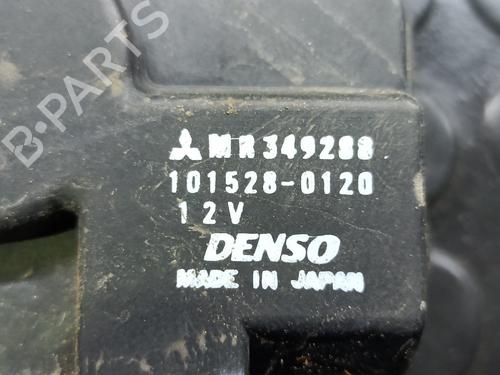 B-PARTS
MR349288
101528-0120
12V
DENSO
MADE IN JAPAN